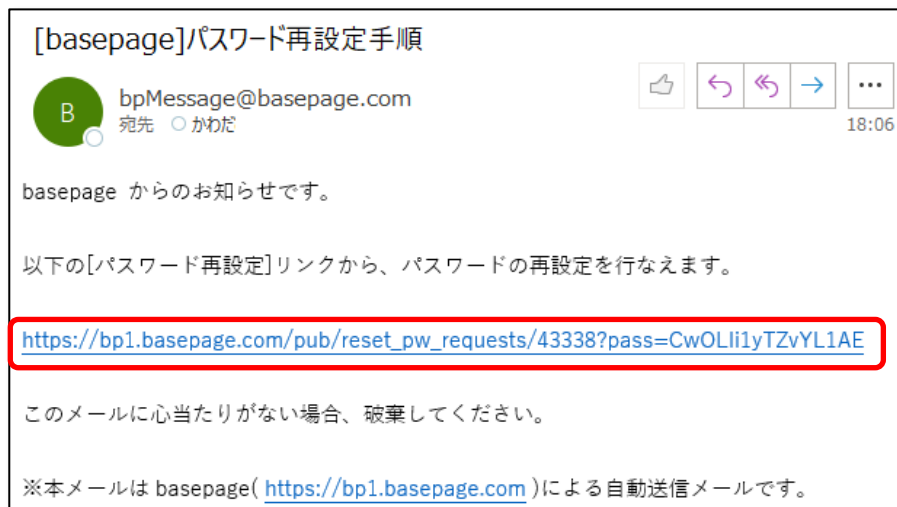 [basepage]パスワード再設定手順
B
bpMessage@basepage.com
宛先 かわだ
18:06
basepage からのお知らせです。
以下の[パスワード再設定]リンクから、パスワードの再設定を行なえます。
https://bp1.basepage.com/pub/reset_pw_requests/43338?pass=CwOLIi1yTZvYL1AE
このメールに心当たりがない場合、破棄してください。
※本メールは basepage( https://bp1.basepage.com )による自動送信メールです。